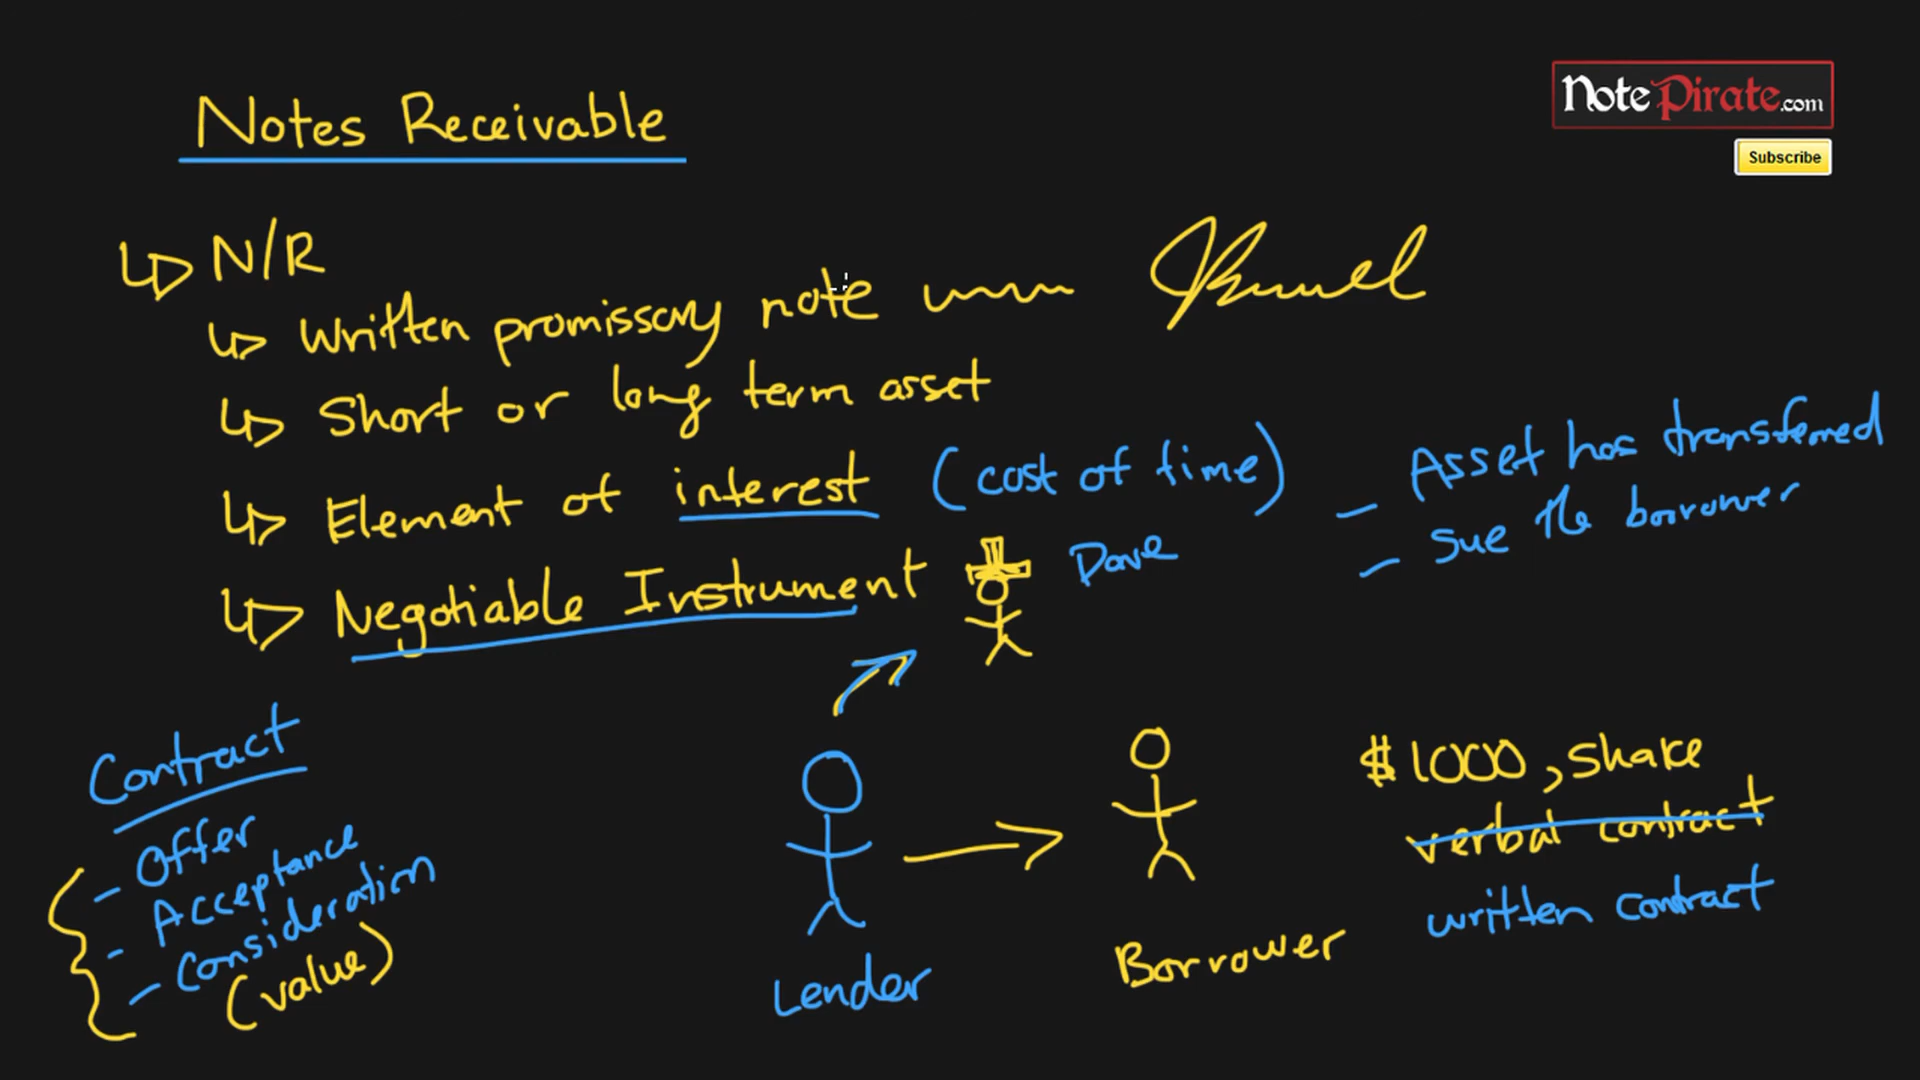 Notes Receivable
NotePirate.com
Subscribe
N/R
Written promissory note
Short or long term asset
Element of interest (cost of time)
- Asset has transferred
- sue the borrower
Negotiable Instrument
Dave
Contract
- Offer
- Acceptance
- Consideration
(value)
Lender
Borrower
$1000, shake
verbal contract
written contract